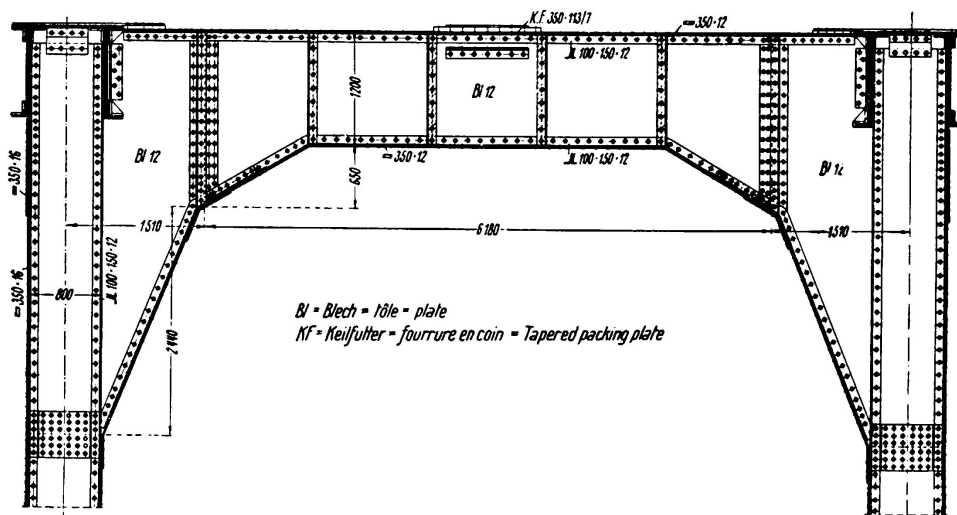 K.F. 350·113/7
▭ 350·12
⅃L 100·150·12
1200
Bl 12
Bl 12
▭ 350·12
⅃L 100·150·12
Bl 12
650
▭ 350·16
1510
6180
1510
⅃L 100·150·12
▭ 350·16
800
2440
Bl = Blech = tôle = plate
KF = Keilfutter = fourrure en coin = Tapered packing plate